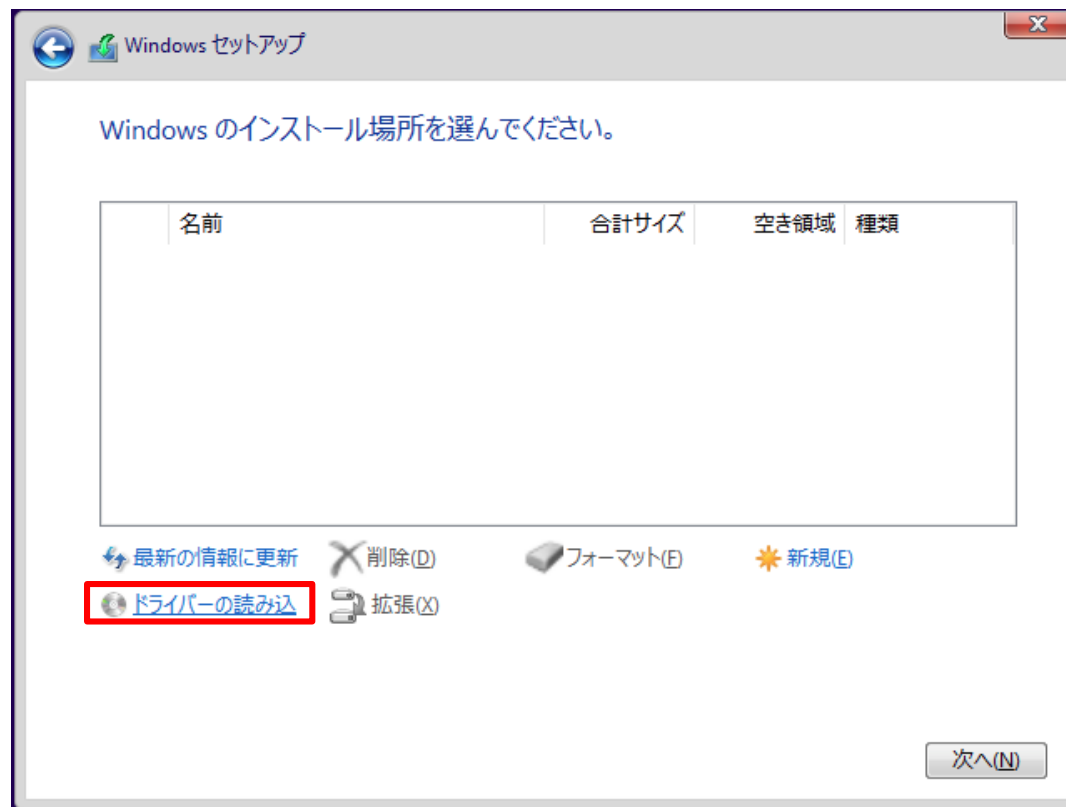 Windows セットアップ
Windows のインストール場所を選んでください。
名前 合計サイズ 空き領域 種類
最新の情報に更新 削除(D) フォーマット(F) 新規(E)
ドライバーの読み込 拡張(X)
次へ(N)